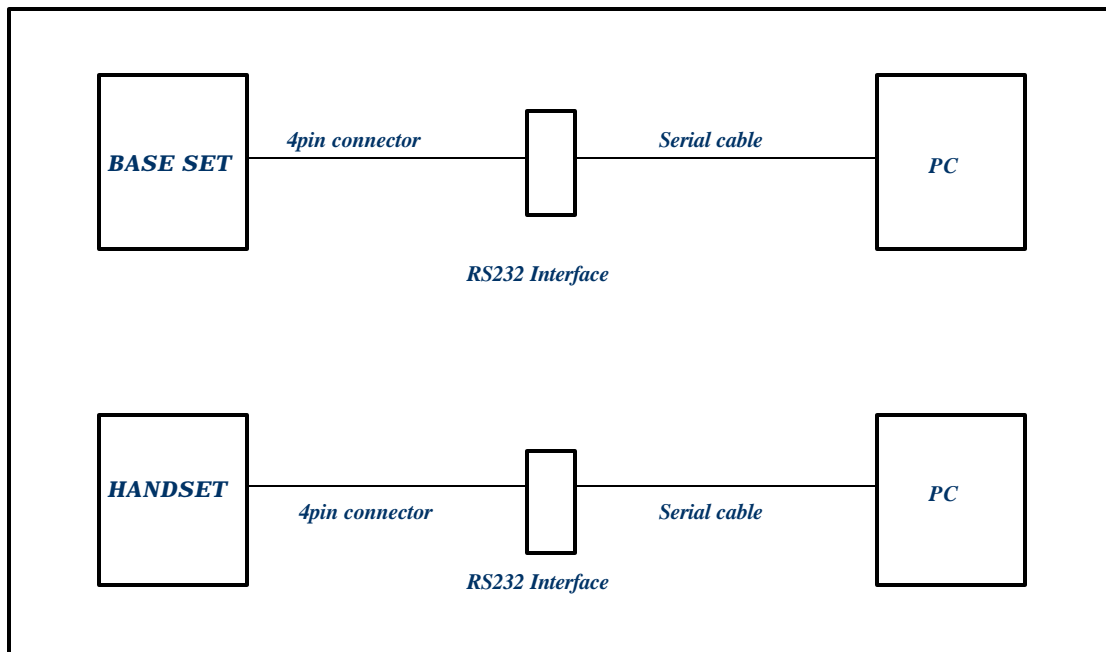 4pin connector
Serial cable
BASE SET
PC
RS232 Interface
HANDSET
PC
4pin connector
Serial cable
RS232 Interface